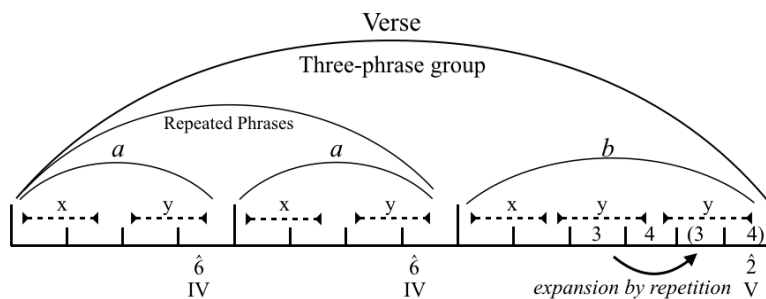 Verse
Three-phrase group
Repeated Phrases
a a b
x y x y x y y
3 4 (3 4)
6̂ 6̂ 2̂
IV IV V
expansion by repetition